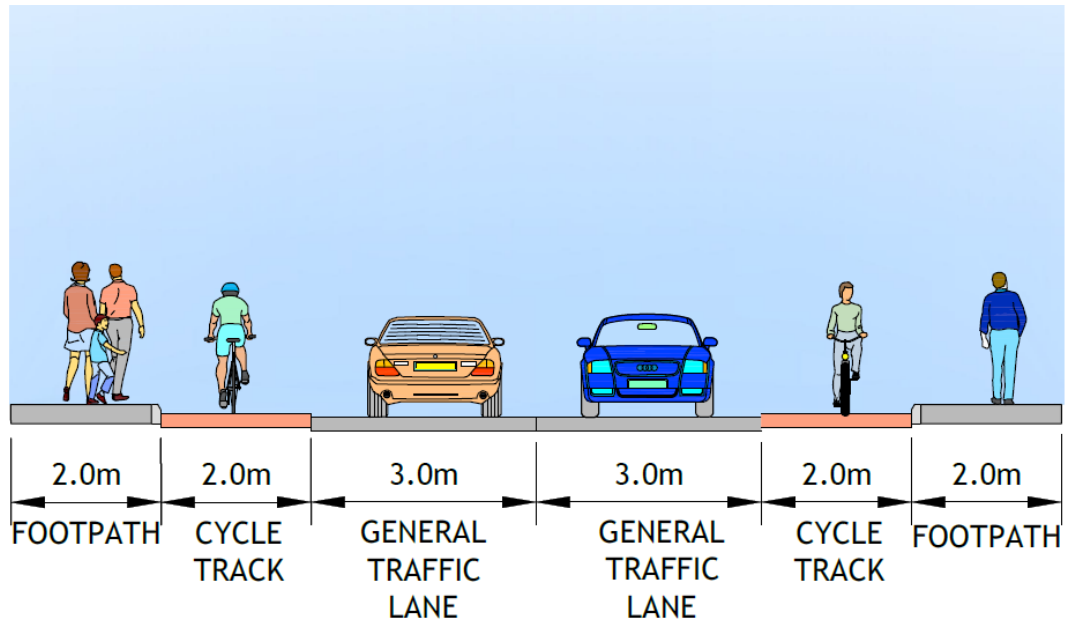 2.0m 2.0m 3.0m 3.0m 2.0m 2.0m
FOOTPATH CYCLE GENERAL GENERAL CYCLE FOOTPATH
TRACK TRAFFIC TRAFFIC TRACK
LANE LANE